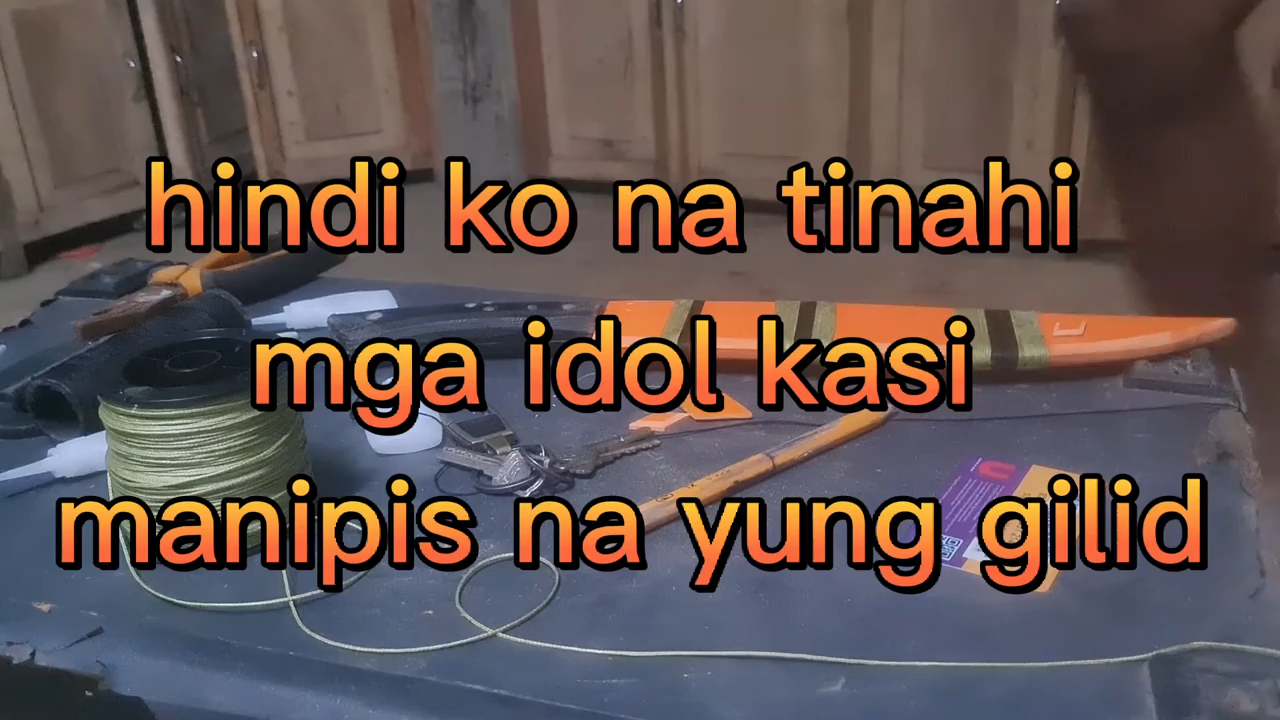 hindi ko na tinahi
mga idol kasi
manipis na yung gilid